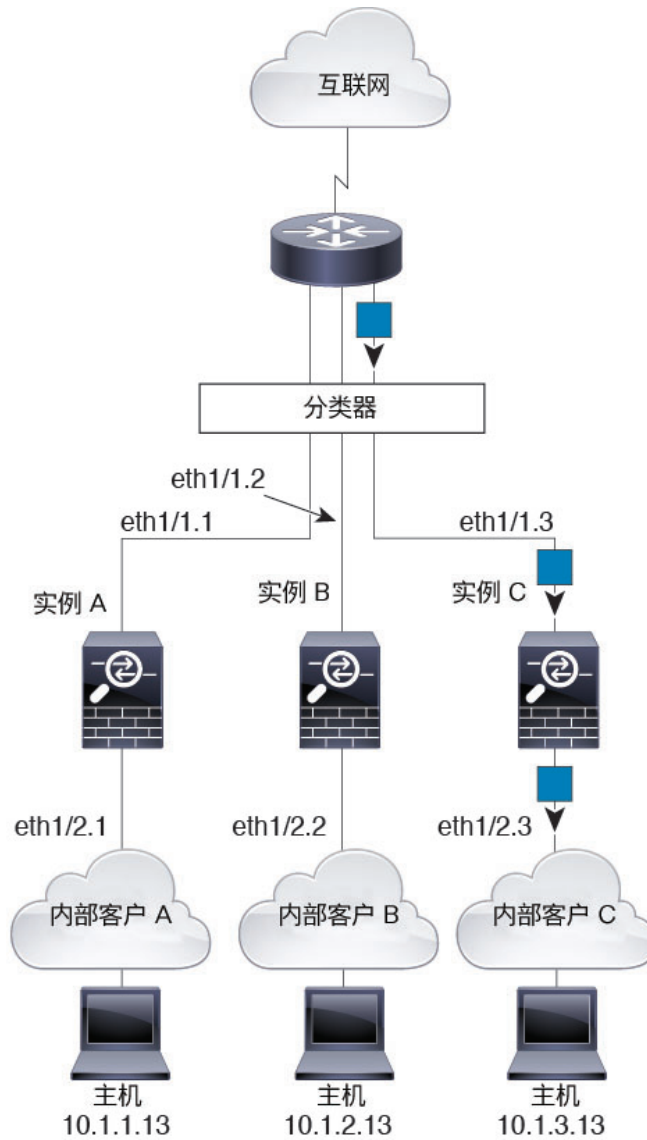 互联网
分类器
eth1/1.2
eth1/1.1
eth1/1.3
实例 A
实例 B
实例 C
eth1/2.1
eth1/2.2
eth1/2.3
内部客户 A
内部客户 B
内部客户 C
主机
10.1.1.13
主机
10.1.2.13
主机
10.1.3.13